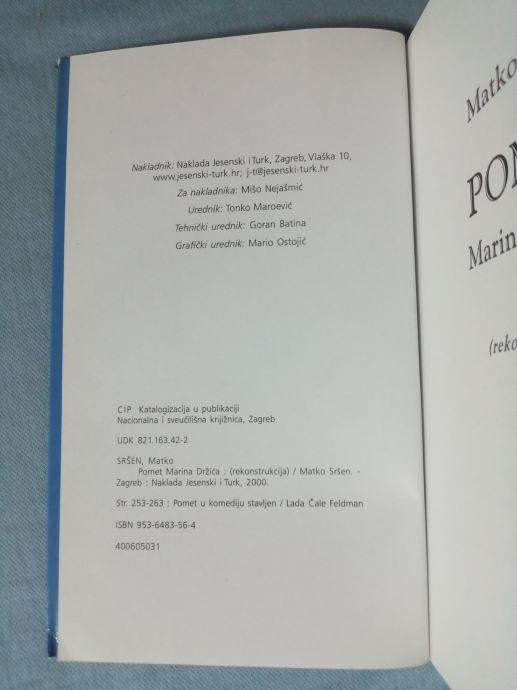 Nakladnik: Naklada Jesenski i Turk, Zagreb, Vlaška 10,
www.jesenski-turk.hr; j-t@jesenski-turk.hr
Za nakladnika: Mišo Nejašmić
Urednik: Tonko Maroević
Tehnički urednik: Goran Batina
Grafički urednik: Mario Ostojić
CIP Katalogizacija u publikaciji
Nacionalna i sveučilišna knjižnica, Zagreb
UDK 821.163.42-2
SRŠEN, Matko
Pomet Marina Držića : (rekonstrukcija) / Matko Sršen. -
Zagreb : Naklada Jesenski i Turk, 2000.
Str. 253-263 : Pomet u komediju stavljen / Lada Čale Feldman
ISBN 953-6483-56-4
400605031
Matko
Marin